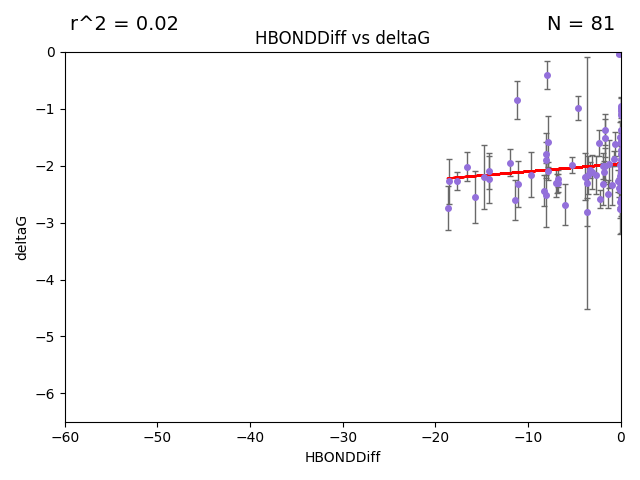 r^2 = 0.02
N = 81
HBONDDiff vs deltaG
0
−1
−2
−3
−4
−5
−6
deltaG
−60 −50 −40 −30 −20 −10 0
HBONDDiff